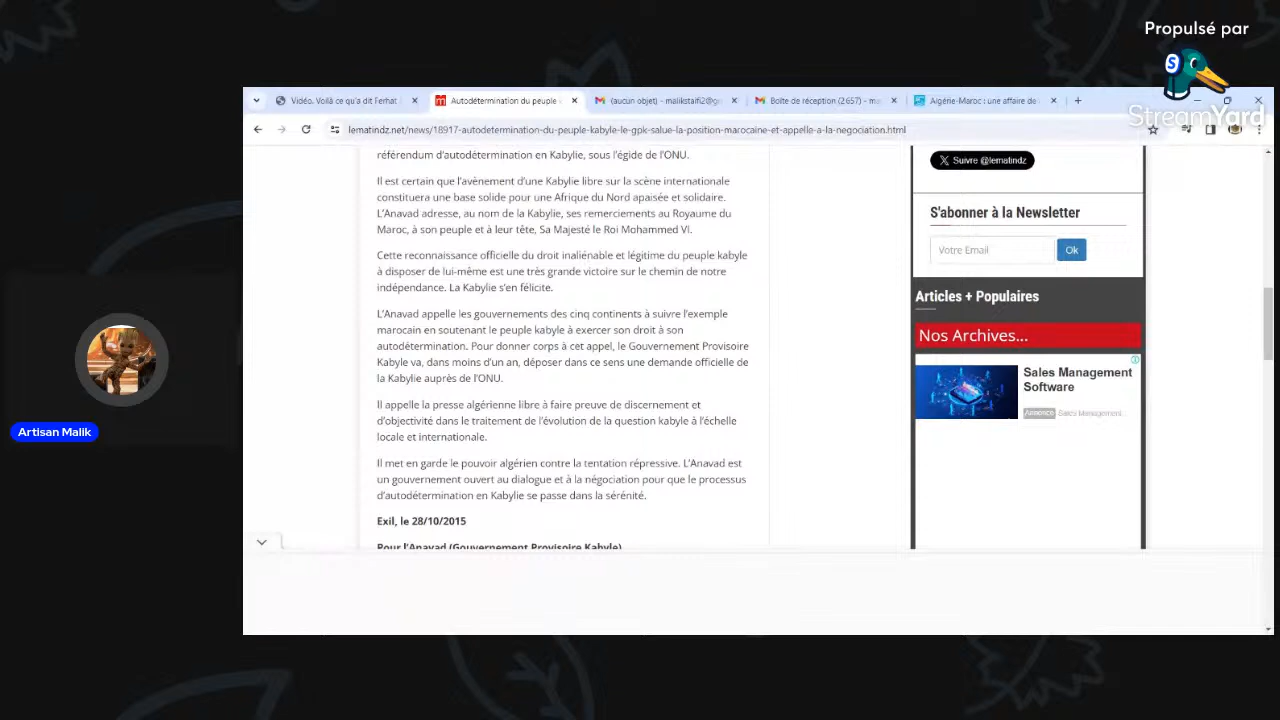 Propulsé par
StreamYard
Vidéo. Voilà ce qu'a dit Ferhat
Autodétermination du peuple
(aucun objet) - malikstaifi2@g
Boîte de réception (2 657) - m
Algérie-Maroc : une affaire de
lematindz.net/news/18917-autodetermination-du-peuple-kabyle-le-gpk-salue-la-position-marocaine-et-appelle-a-la-negociation.html
référendum d'autodétermination en Kabylie, sous l'égide de l'ONU.
Il est certain que l'avènement d'une Kabylie libre sur la scène internationale
constituera une base solide pour une Afrique du Nord apaisée et solidaire.
L'Anavad adresse, au nom de la Kabylie, ses remerciements au Royaume du
Maroc, à son peuple et à leur tête, Sa Majesté le Roi Mohammed VI.
Cette reconnaissance officielle du droit inaliénable et légitime du peuple kabyle
à disposer de lui-même est une très grande victoire sur le chemin de notre
indépendance. La Kabylie s'en félicite.
L'Anavad appelle les gouvernements des cinq continents à suivre l'exemple
marocain en soutenant le peuple kabyle à exercer son droit à son
autodétermination. Pour donner corps à cet appel, le Gouvernement Provisoire
Kabyle va, dans moins d'un an, déposer dans ce sens une demande officielle de
la Kabylie auprès de l'ONU.
Il appelle la presse algérienne libre à faire preuve de discernement et
d'objectivité dans le traitement de l'évolution de la question kabyle à l'échelle
locale et internationale.
Il met en garde le pouvoir algérien contre la tentation répressive. L'Anavad est
un gouvernement ouvert au dialogue et à la négociation pour que le processus
d'autodétermination en Kabylie se passe dans la sérénité.
Exil, le 28/10/2015
Pour l'Anavad (Gouvernement Provisoire Kabyle)
Suivre @lematindz
S'abonner à la Newsletter
Votre Email
Ok
Articles + Populaires
Nos Archives...
Sales Management
Software
Annonce Sales Management...
Artisan Malik